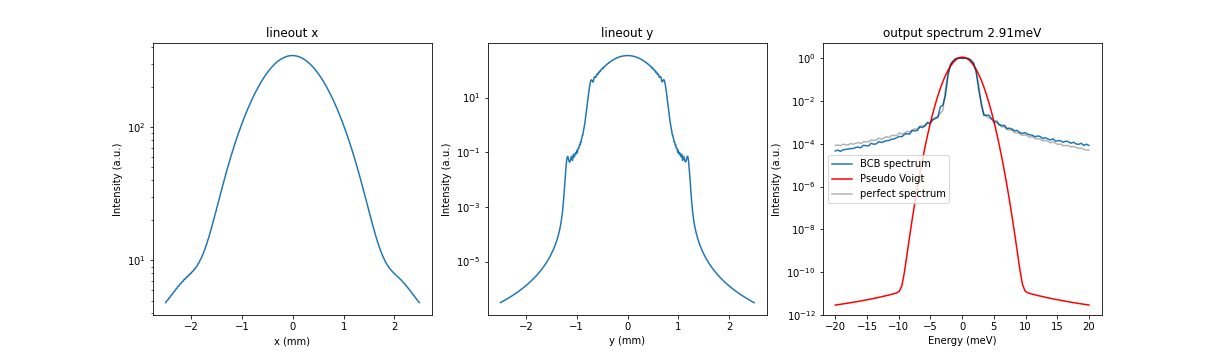 lineout x
lineout y
output spectrum 2.91meV
Intensity (a.u.)
10²
10¹
−2 −1 0 1 2
x (mm)
Intensity (a.u.)
10¹
10⁻¹
10⁻³
10⁻⁵
−2 −1 0 1 2
y (mm)
Intensity (a.u.)
10⁰
10⁻²
10⁻⁴
10⁻⁶
10⁻⁸
10⁻¹⁰
10⁻¹²
BCB spectrum
Pseudo Voigt
perfect spectrum
−20 −15 −10 −5 0 5 10 15 20
Energy (meV)